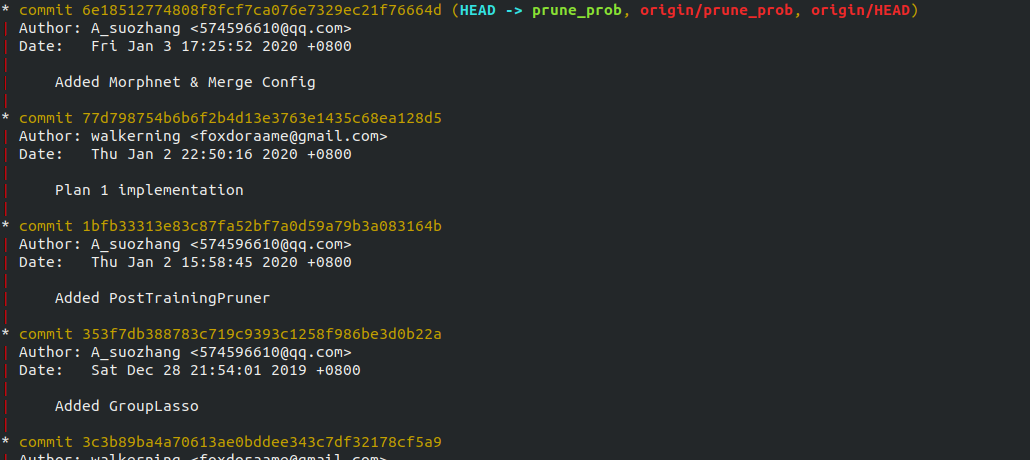 * commit 6e18512774808f8fcf7ca076e7329ec21f76664d (HEAD -> prune_prob, origin/prune_prob, origin/HEAD)
| Author: A_suozhang <574596610@qq.com>
| Date:   Fri Jan 3 17:25:52 2020 +0800
|
|     Added Morphnet & Merge Config
|
* commit 77d798754b6b6f2b4d13e3763e1435c68ea128d5
| Author: walkerning <foxdoraame@gmail.com>
| Date:   Thu Jan 2 22:50:16 2020 +0800
|
|     Plan 1 implementation
|
* commit 1bfb33313e83c87fa52bf7a0d59a79b3a083164b
| Author: A_suozhang <574596610@qq.com>
| Date:   Thu Jan 2 15:58:45 2020 +0800
|
|     Added PostTrainingPruner
|
* commit 353f7db388783c719c9393c1258f986be3d0b22a
| Author: A_suozhang <574596610@qq.com>
| Date:   Sat Dec 28 21:54:01 2019 +0800
|
|     Added GroupLasso
|
* commit 3c3b89ba4a70613ae0bddee343c7df32178cf5a9
| Author: walkerning <foxdoraame@gmail.com>